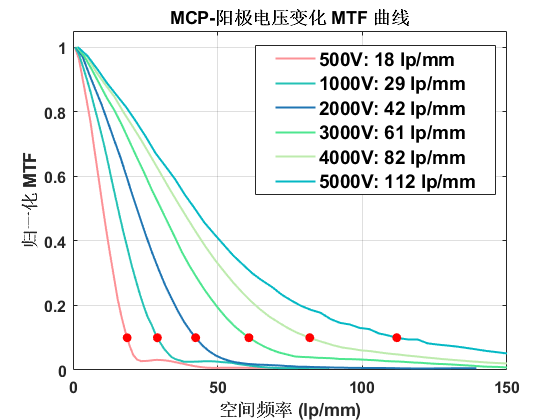 MCP-阳极电压变化 MTF 曲线
500V: 18 lp/mm
1000V: 29 lp/mm
2000V: 42 lp/mm
3000V: 61 lp/mm
4000V: 82 lp/mm
5000V: 112 lp/mm
归一化 MTF
1
0.8
0.6
0.4
0.2
0
0 50 100 150
空间频率 (lp/mm)